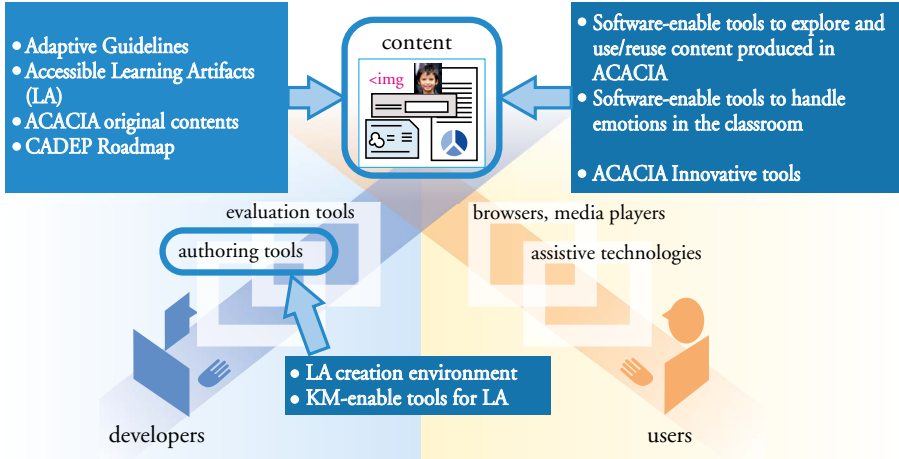 • Adaptive Guidelines
• Accessible Learning Artifacts
(LA)
• ACACIA original contents
• CADEP Roadmap
content
<img
• Software-enable tools to explore and
use/reuse content produced in
ACACIA
• Software-enable tools to handle
emotions in the classroom
• ACACIA Innovative tools
evaluation tools
authoring tools
browsers, media players
assistive technologies
• LA creation environment
• KM-enable tools for LA
developers
users